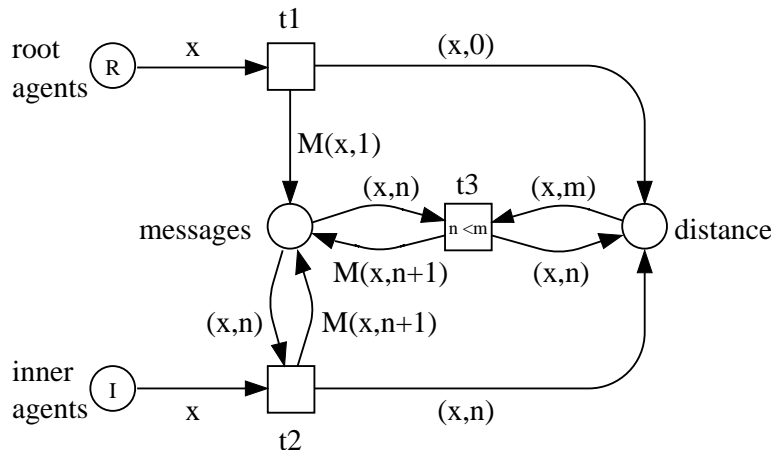 t1
root
agents
R
x
(x,0)
M(x,1)
(x,n)
t3
(x,m)
messages
n <m
distance
M(x,n+1)
(x,n)
(x,n)
M(x,n+1)
inner
agents
I
x
(x,n)
t2